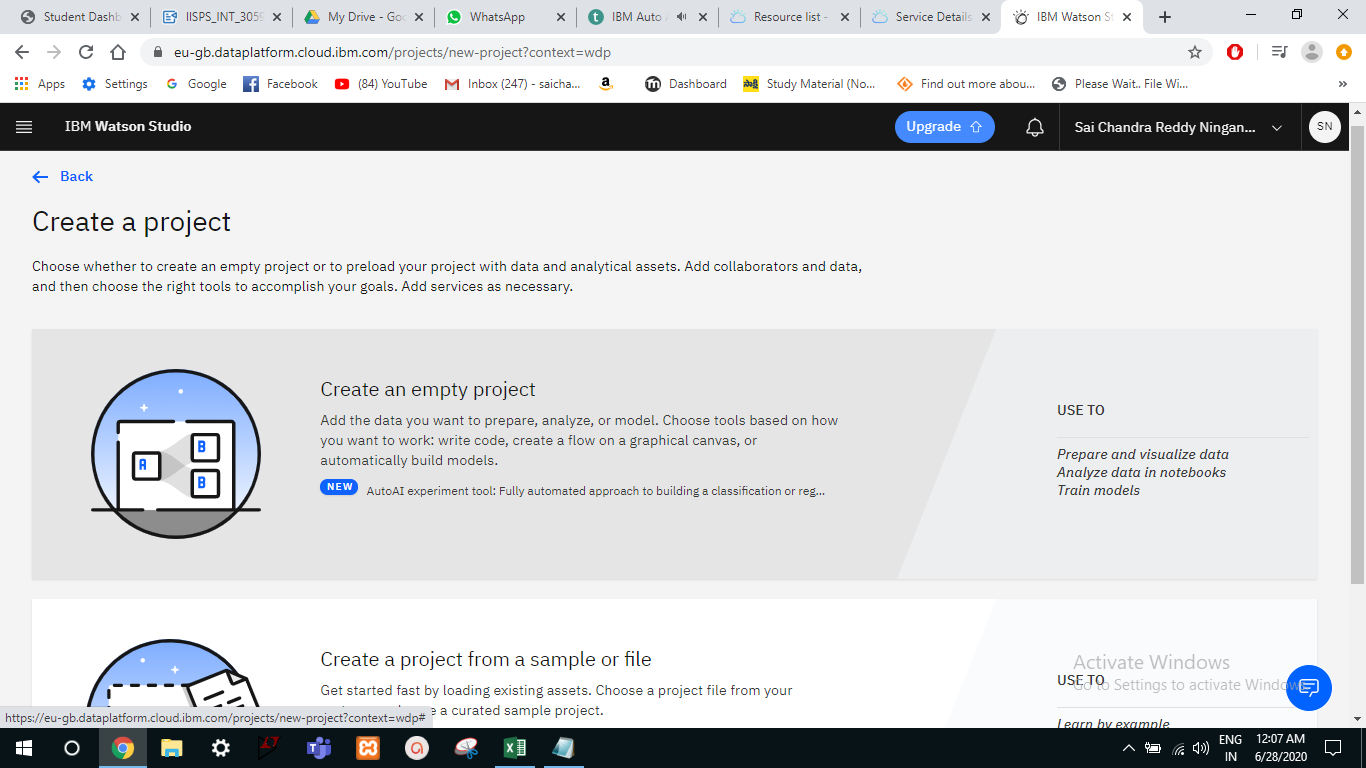 Student Dashb
IISPS_INT_3059
My Drive - Goo
WhatsApp
IBM Auto A
Resource list -
Service Details
IBM Watson St
eu-gb.dataplatform.cloud.ibm.com/projects/new-project?context=wdp
Apps
Settings
Google
Facebook
(84) YouTube
Inbox (247) - saicha...
Dashboard
Study Material (No...
Find out more abou...
Please Wait.. File Wi...
IBM Watson Studio
Upgrade
Sai Chandra Reddy Ningan...
SN
Back
Create a project
Choose whether to create an empty project or to preload your project with data and analytical assets. Add collaborators and data,
and then choose the right tools to accomplish your goals. Add services as necessary.
A
B
B
Create an empty project
Add the data you want to prepare, analyze, or model. Choose tools based on how
you want to work: write code, create a flow on a graphical canvas, or
automatically build models.
NEW AutoAI experiment tool: Fully automated approach to building a classification or reg...
USE TO
Prepare and visualize data
Analyze data in notebooks
Train models
Create a project from a sample or file
Get started fast by loading existing assets. Choose a project file from your
a curated sample project.
USE TO
Learn by example
Activate Windows
Go to Settings to activate Windows.
https://eu-gb.dataplatform.cloud.ibm.com/projects/new-project?context=wdp#
ENG
IN
12:07 AM
6/28/2020